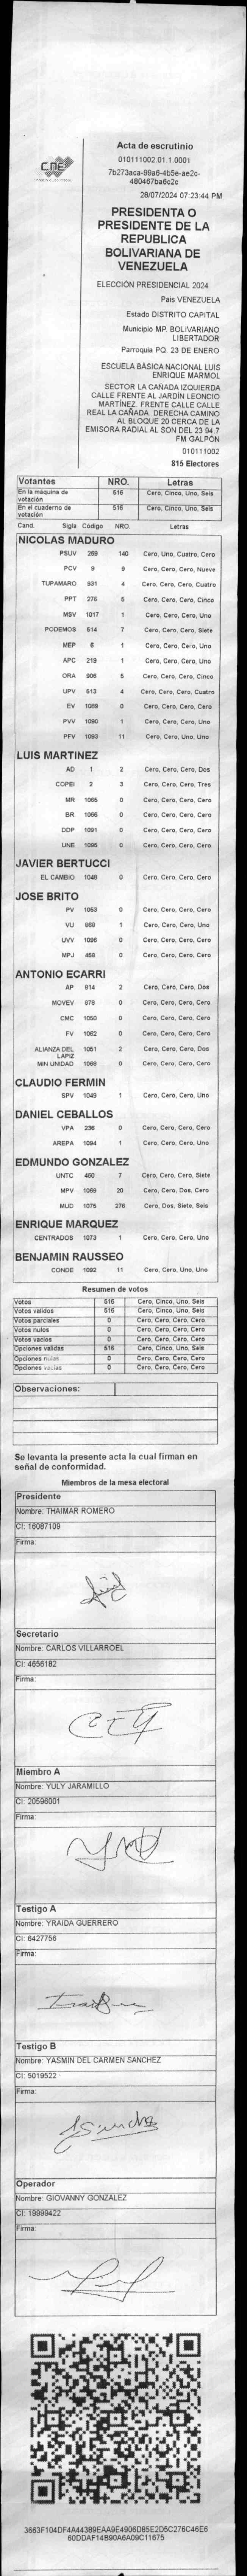 CNE
Acta de escrutinio
010111002.01.1.0001
7b273aca-99a6-4b5e-ae2c-
480467ba6c2c
28/07/2024 07:23:44 PM
PRESIDENTA O
PRESIDENTE DE LA
REPUBLICA
BOLIVARIANA DE
VENEZUELA
ELECCIÓN PRESIDENCIAL 2024
País VENEZUELA
Estado DISTRITO CAPITAL
Municipio MP. BOLIVARIANO
LIBERTADOR
Parroquia PQ. 23 DE ENERO
ESCUELA BÁSICA NACIONAL LUIS
ENRIQUE MARMOL
SECTOR LA CAÑADA IZQUIERDA
CALLE FRENTE AL JARDÍN LEONCIO
MARTÍNEZ. FRENTE CALLE CALLE
REAL LA CAÑADA. DERECHA CAMINO
AL BLOQUE 20 CERCA DE LA
EMISORA RADIAL AL SON DEL 23 94.7
FM GALPÓN
010111002
815 Electores
Votantes NRO. Letras
En la máquina de votación 516 Cero, Cinco, Uno, Seis
En el cuaderno de votación 516 Cero, Cinco, Uno, Seis
Cand. Sigla Código NRO. Letras
NICOLAS MADURO
PSUV 269 140 Cero, Uno, Cuatro, Cero
PCV 9 9 Cero, Cero, Cero, Nueve
TUPAMARO 931 4 Cero, Cero, Cero, Cuatro
PPT 276 5 Cero, Cero, Cero, Cinco
MSV 1017 1 Cero, Cero, Cero, Uno
PODEMOS 514 7 Cero, Cero, Cero, Siete
MEP 6 1 Cero, Cero, Cero, Uno
APC 219 1 Cero, Cero, Cero, Uno
ORA 906 5 Cero, Cero, Cero, Cinco
UPV 513 4 Cero, Cero, Cero, Cuatro
EV 1089 0 Cero, Cero, Cero, Cero
PVV 1090 1 Cero, Cero, Cero, Uno
PFV 1093 11 Cero, Cero, Uno, Uno
LUIS MARTINEZ
AD 1 2 Cero, Cero, Cero, Dos
COPEI 2 3 Cero, Cero, Cero, Tres
MR 1065 0 Cero, Cero, Cero, Cero
BR 1066 0 Cero, Cero, Cero, Cero
DDP 1091 0 Cero, Cero, Cero, Cero
UNE 1095 0 Cero, Cero, Cero, Cero
JAVIER BERTUCCI
EL CAMBIO 1048 0 Cero, Cero, Cero, Cero
JOSE BRITO
PV 1053 0 Cero, Cero, Cero, Cero
VU 869 1 Cero, Cero, Cero, Uno
UVV 1096 0 Cero, Cero, Cero, Cero
MPJ 458 0 Cero, Cero, Cero, Cero
ANTONIO ECARRI
AP 814 2 Cero, Cero, Cero, Dos
MOVEV 878 0 Cero, Cero, Cero, Cero
CMC 1050 0 Cero, Cero, Cero, Cero
FV 1062 0 Cero, Cero, Cero, Cero
ALIANZA DEL LAPIZ 1051 2 Cero, Cero, Cero, Dos
MIN UNIDAD 1068 0 Cero, Cero, Cero, Cero
CLAUDIO FERMIN
SPV 1049 1 Cero, Cero, Cero, Uno
DANIEL CEBALLOS
VPA 236 0 Cero, Cero, Cero, Cero
AREPA 1094 1 Cero, Cero, Cero, Uno
EDMUNDO GONZALEZ
UNTC 460 7 Cero, Cero, Cero, Siete
MPV 1069 20 Cero, Cero, Dos, Cero
MUD 1075 276 Cero, Dos, Siete, Seis
ENRIQUE MARQUEZ
CENTRADOS 1073 1 Cero, Cero, Cero, Uno
BENJAMIN RAUSSEO
CONDE 1092 11 Cero, Cero, Uno, Uno
Resumen de votos
Votos 516 Cero, Cinco, Uno, Seis
Votos validos 516 Cero, Cinco, Uno, Seis
Votos parciales 0 Cero, Cero, Cero, Cero
Votos nulos 0 Cero, Cero, Cero, Cero
Votos vacios 0 Cero, Cero, Cero, Cero
Opciones validas 516 Cero, Cinco, Uno, Seis
Opciones nulas 0 Cero, Cero, Cero, Cero
Opciones vacias 0 Cero, Cero, Cero, Cero
Observaciones:
Se levanta la presente acta la cual firman en
señal de conformidad.
Miembros de la mesa electoral
Presidente
Nombre: THAIMAR ROMERO
CI: 16087109
Firma:
Secretario
Nombre: CARLOS VILLARROEL
CI: 4656182
Firma:
Miembro A
Nombre: YULY JARAMILLO
CI: 20596001
Firma:
Testigo A
Nombre: YRAIDA GUERRERO
CI: 6427756
Firma:
Testigo B
Nombre: YASMIN DEL CARMEN SANCHEZ
CI: 5019522
Firma:
Operador
Nombre: GIOVANNY GONZALEZ
CI: 19999422
Firma:
3663F104DF4A44389EAA9E4906D85E2D5C276C46E6
60DDAF14B90A6A09C11675